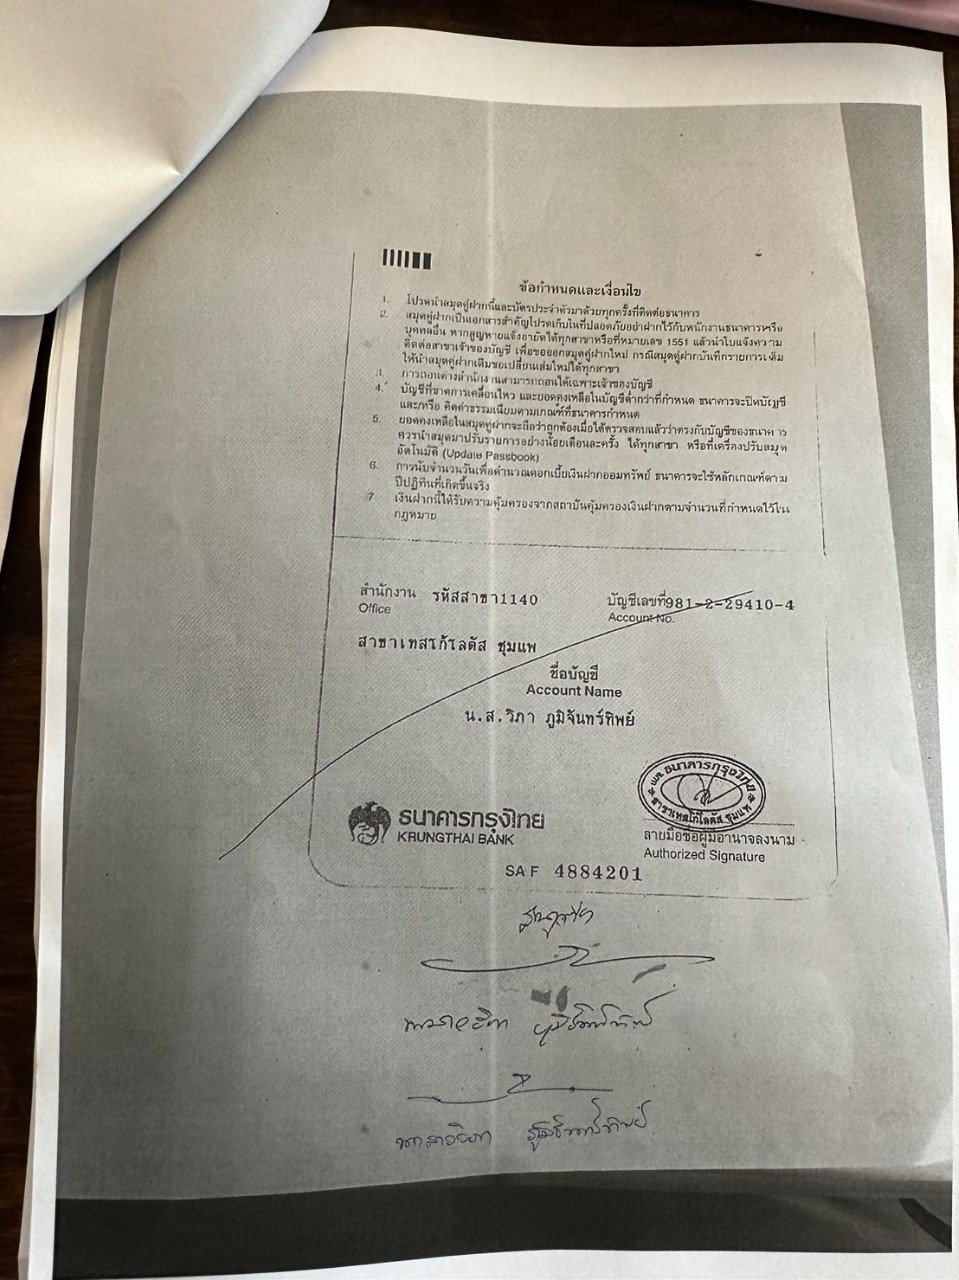 ข้อกำหนดและเงื่อนไข
1. โปรดนำสมุดคู่ฝากนี้และบัตรประจำตัวมาด้วยทุกครั้งที่ติดต่อธนาคาร
2. สมุดคู่ฝากเป็นเอกสารสำคัญโปรดเก็บในที่ปลอดภัยอย่าฝากไว้กับพนักงานธนาคารหรือ
บุคคลอื่น หากสูญหายแจ้งอายัดได้ทุกสาขาหรือที่หมายเลข 1551 แล้วนำใบแจ้งความ
ติดต่อสาขาเจ้าของบัญชี เพื่อขอออกสมุดคู่ฝากใหม่ กรณีสมุดคู่ฝากบันทึกรายการเต็ม
ให้นำสมุดคู่ฝากเดิมขอเปลี่ยนเล่มใหม่ได้ทุกสาขา
3. การถอนต่างสำนักงานสามารถถอนได้เฉพาะเจ้าของบัญชี
4. บัญชีที่ขาดการเคลื่อนไหว และยอดคงเหลือในบัญชีต่ำกว่าที่กำหนด ธนาคารจะปิดบัญชี
และ/หรือ คิดค่าธรรมเนียมตามเกณฑ์ที่ธนาคารกำหนด
5. ยอดคงเหลือในสมุดคู่ฝากจะถือว่าถูกต้องเมื่อได้ตรวจสอบแล้วว่าตรงกับบัญชีของธนาคาร
ควรนำสมุดมาปรับรายการอย่างน้อยเดือนละครั้ง ได้ทุกสาขา หรือที่เครื่องปรับสมุด
อัตโนมัติ (Update Passbook)
6. การนับจำนวนวันเพื่อคำนวณดอกเบี้ยเงินฝากออมทรัพย์ ธนาคารจะใช้หลักเกณฑ์ตาม
ปีปฏิทินที่เกิดขึ้นจริง
7. เงินฝากนี้ได้รับความคุ้มครองจากสถาบันคุ้มครองเงินฝากตามจำนวนที่กำหนดไว้ใน
กฎหมาย
สำนักงาน รหัสสาขา1140 บัญชีเลขที่981-2-29410-4
Office Account No.
สาขาเทสโก้โลตัส ชุมแพ
ชื่อบัญชี
Account Name
น.ส.วิภา ภูมิจันทร์ทิพย์
บมจ ธนาคารกรุงไทย
สาขาเทสโก้โลตัส ชุมแพ
ธนาคารกรุงไทย
KRUNGTHAI BANK
ลายมือชื่อผู้มีอำนาจลงนาม
Authorized Signature
SA F 4884201